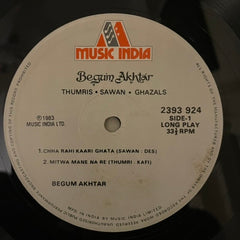 MUSIC INDIA
Begum Akhtar
THUMRIS • SAWAN • GHAZALS
2393 924
SIDE-1
LONG PLAY
33⅓ RPM
℗1983
MUSIC INDIA LTD.
1. CHHA RAHI KAARI GHATA (SAWAN : DES)
2. MITWA MANE NA RE (THUMRI : KAFI)
BEGUM AKHTAR